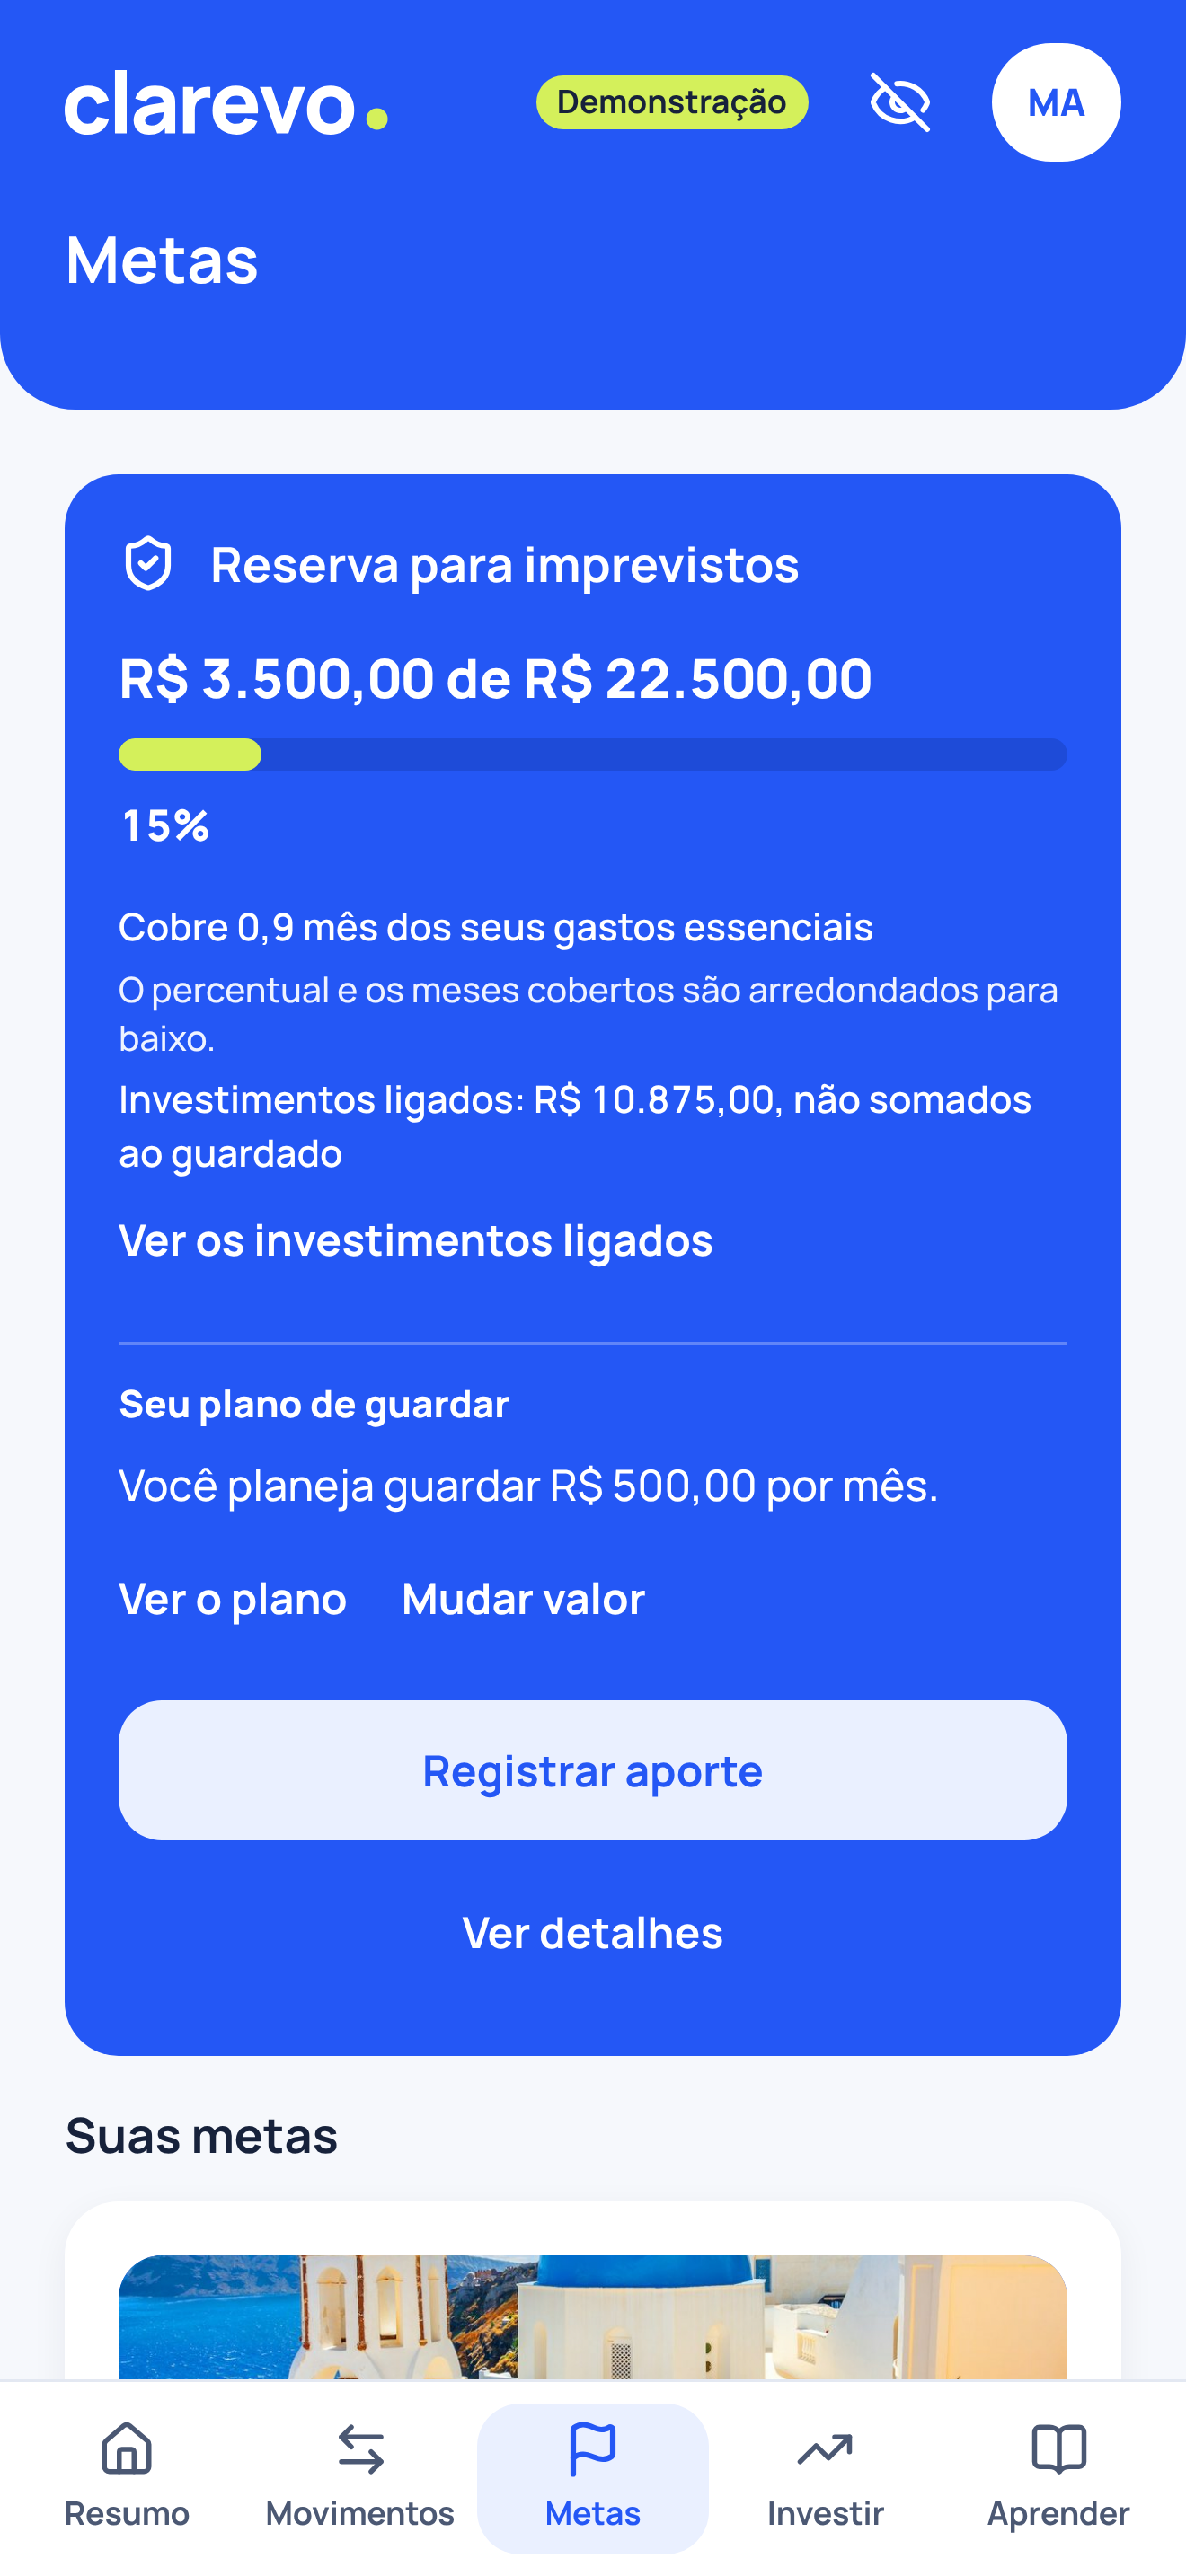 clarevo.
Demonstração
MA
Metas
Reserva para imprevistos
R$ 3.500,00 de R$ 22.500,00
15%
Cobre 0,9 mês dos seus gastos essenciais
O percentual e os meses cobertos são arredondados para
baixo.
Investimentos ligados: R$ 10.875,00, não somados
ao guardado
Ver os investimentos ligados
Seu plano de guardar
Você planeja guardar R$ 500,00 por mês.
Ver o plano
Mudar valor
Registrar aporte
Ver detalhes
Suas metas
Resumo
Movimentos
Metas
Investir
Aprender